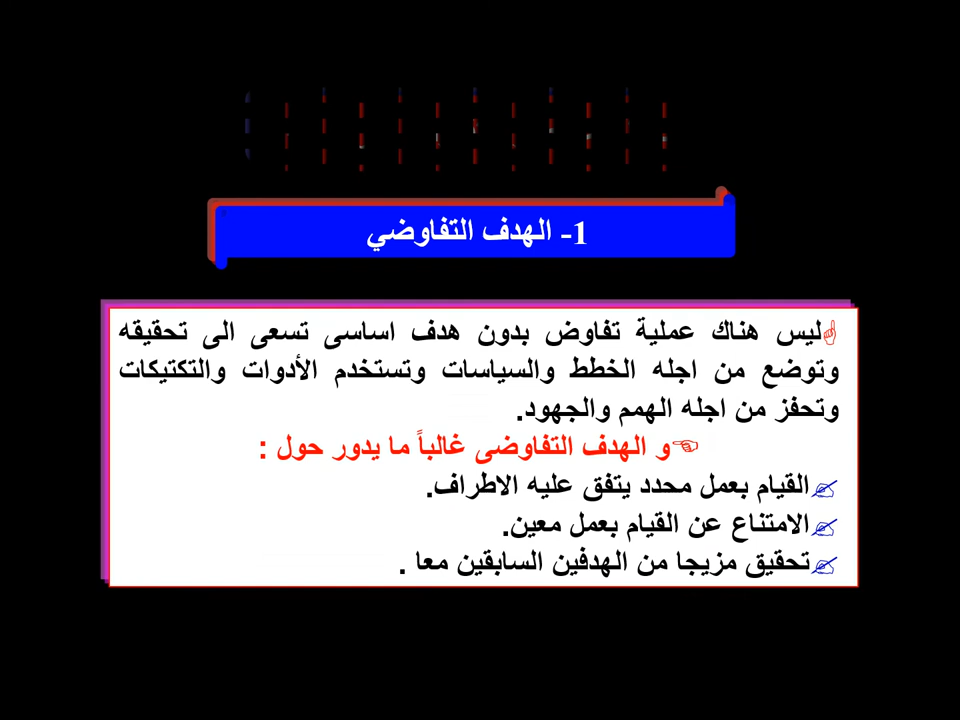 1- الهدف التفاوضي
ليس هناك عملية تفاوض بدون هدف اساسى تسعى الى تحقيقه
وتوضع من اجله الخطط والسياسات وتستخدم الأدوات والتكتيكات
وتحفز من اجله الهمم والجهود.
و الهدف التفاوضى غالباً ما يدور حول :
القيام بعمل محدد يتفق عليه الاطراف.
الامتناع عن القيام بعمل معين.
تحقيق مزيجا من الهدفين السابقين معا .